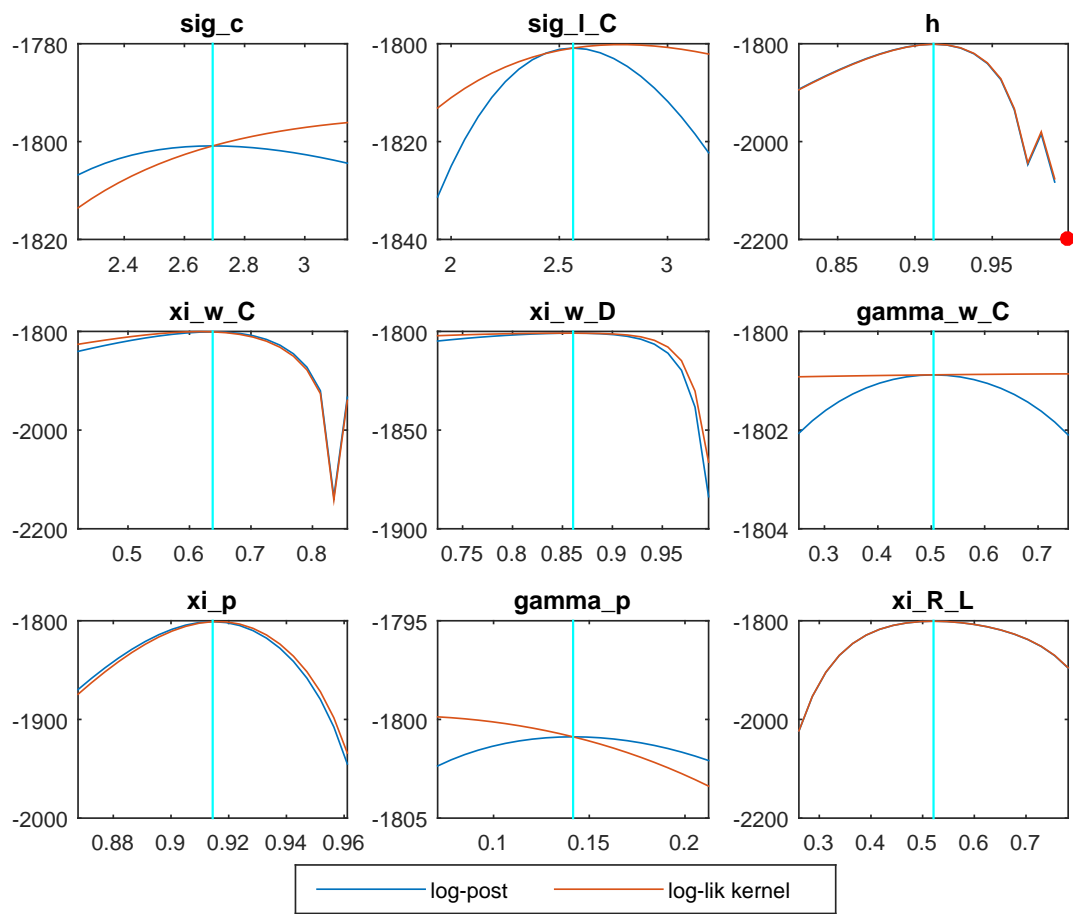 sig_c
sig_l_C
h
-1780
-1800
-1820
2.4 2.6 2.8 3
-1800
-1820
-1840
2 2.5 3
-1800
-2000
-2200
0.85 0.9 0.95
xi_w_C
xi_w_D
gamma_w_C
-1800
-2000
-2200
0.5 0.6 0.7 0.8
-1800
-1850
-1900
0.75 0.8 0.85 0.9 0.95
-1800
-1802
-1804
0.3 0.4 0.5 0.6 0.7
xi_p
gamma_p
xi_R_L
-1800
-1900
-2000
0.88 0.9 0.92 0.94 0.96
-1795
-1800
-1805
0.1 0.15 0.2
-1800
-2000
-2200
0.3 0.4 0.5 0.6 0.7
log-post log-lik kernel